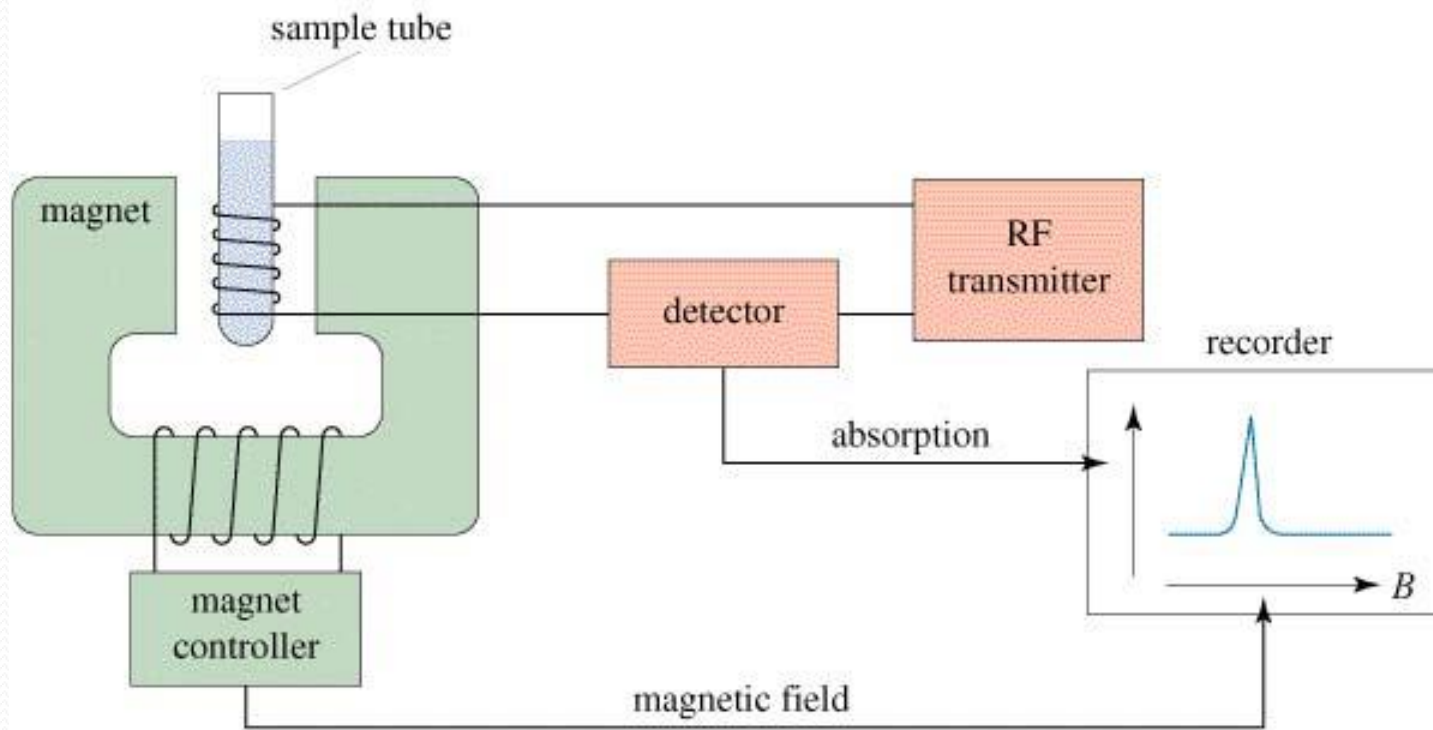 sample tube
magnet
RF
transmitter
detector
recorder
absorption
B
magnet
controller
magnetic field